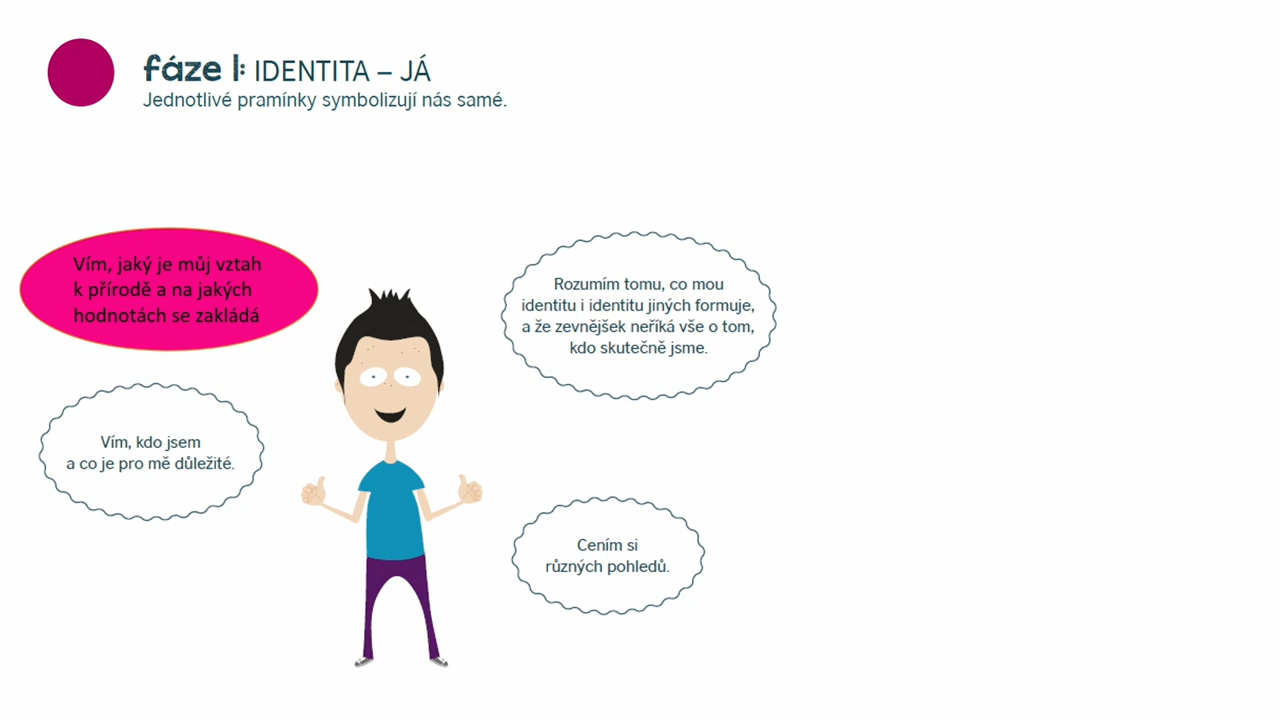 fáze I: IDENTITA – JÁ
Jednotlivé pramínky symbolizují nás samé.
Vím, jaký je můj vztah
k přírodě a na jakých
hodnotách se zakládá
Rozumím tomu, co mou
identitu i identitu jiných formuje,
a že zevnějšek neříká vše o tom,
kdo skutečně jsme.
Vím, kdo jsem
a co je pro mě důležité.
Cením si
různých pohledů.